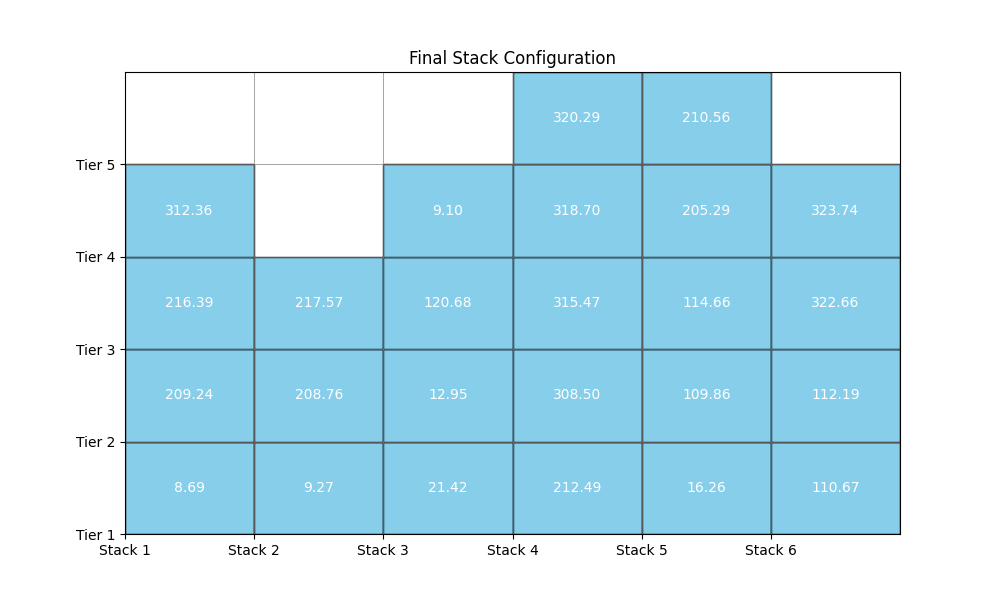 Final Stack Configuration
320.29 210.56
Tier 5
312.36 9.10 318.70 205.29 323.74
Tier 4
216.39 217.57 120.68 315.47 114.66 322.66
Tier 3
209.24 208.76 12.95 308.50 109.86 112.19
Tier 2
8.69 9.27 21.42 212.49 16.26 110.67
Tier 1
Stack 1 Stack 2 Stack 3 Stack 4 Stack 5 Stack 6